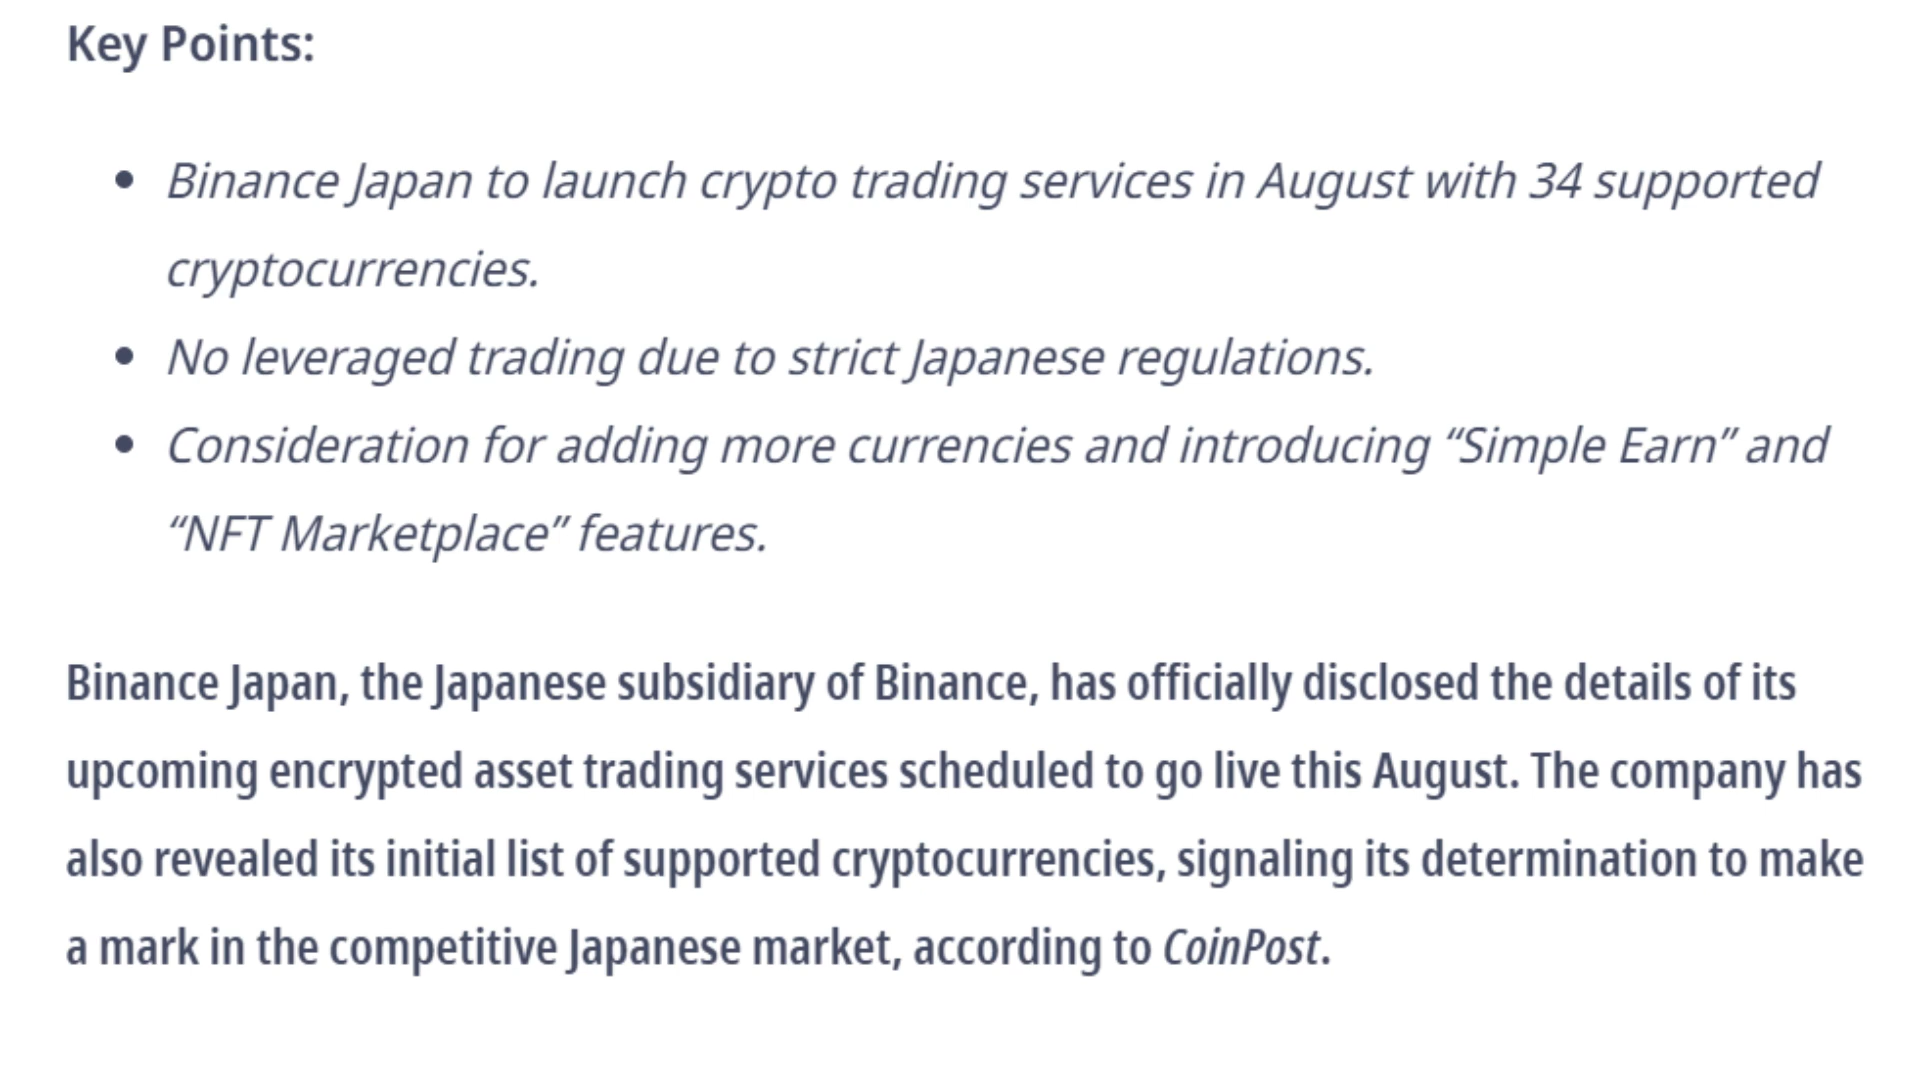 Key Points:
• Binance Japan to launch crypto trading services in August with 34 supported
cryptocurrencies.
• No leveraged trading due to strict Japanese regulations.
• Consideration for adding more currencies and introducing “Simple Earn” and
“NFT Marketplace” features.
Binance Japan, the Japanese subsidiary of Binance, has officially disclosed the details of its
upcoming encrypted asset trading services scheduled to go live this August. The company has
also revealed its initial list of supported cryptocurrencies, signaling its determination to make
a mark in the competitive Japanese market, according to CoinPost.